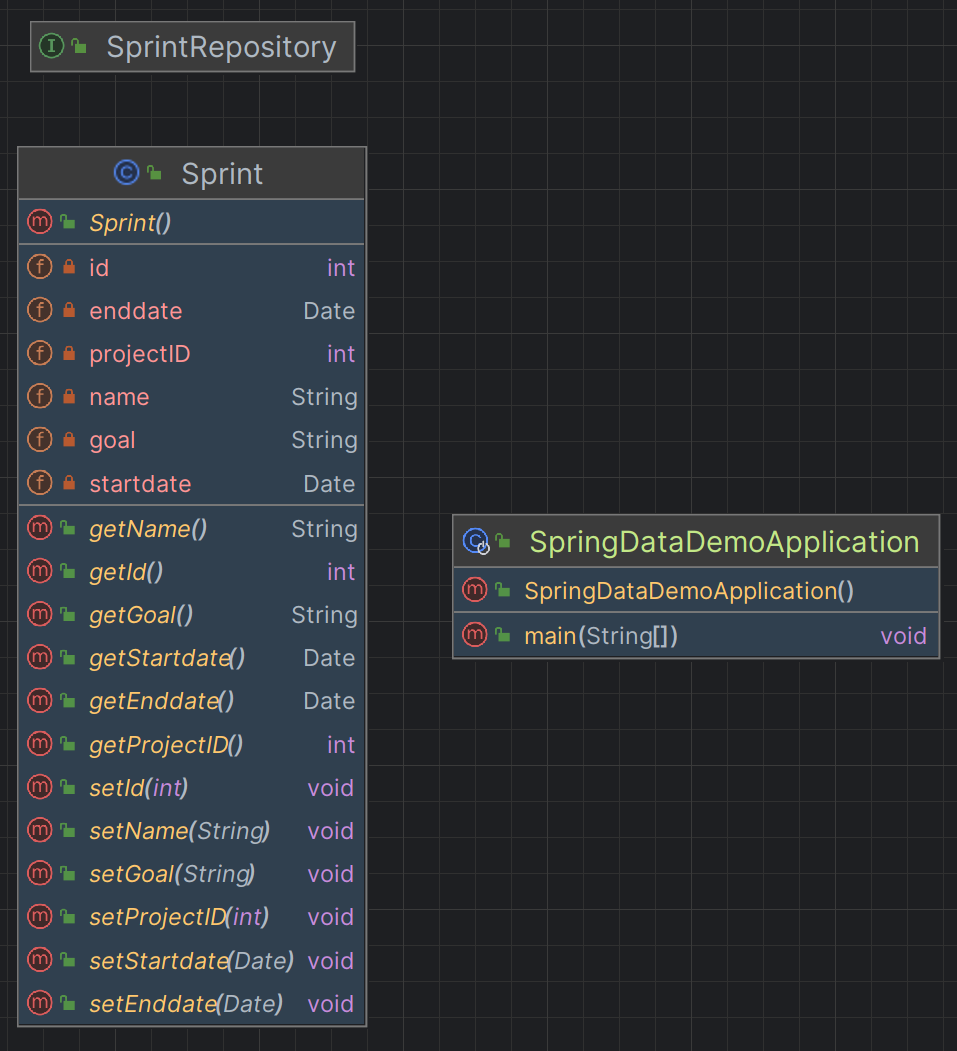 SprintRepository
Sprint
Sprint()
id int
enddate Date
projectID int
name String
goal String
startdate Date
getName() String
getId() int
getGoal() String
getStartdate() Date
getEnddate() Date
getProjectID() int
setId(int) void
setName(String) void
setGoal(String) void
setProjectID(int) void
setStartdate(Date) void
setEnddate(Date) void
SpringDataDemoApplication
SpringDataDemoApplication()
main(String[]) void